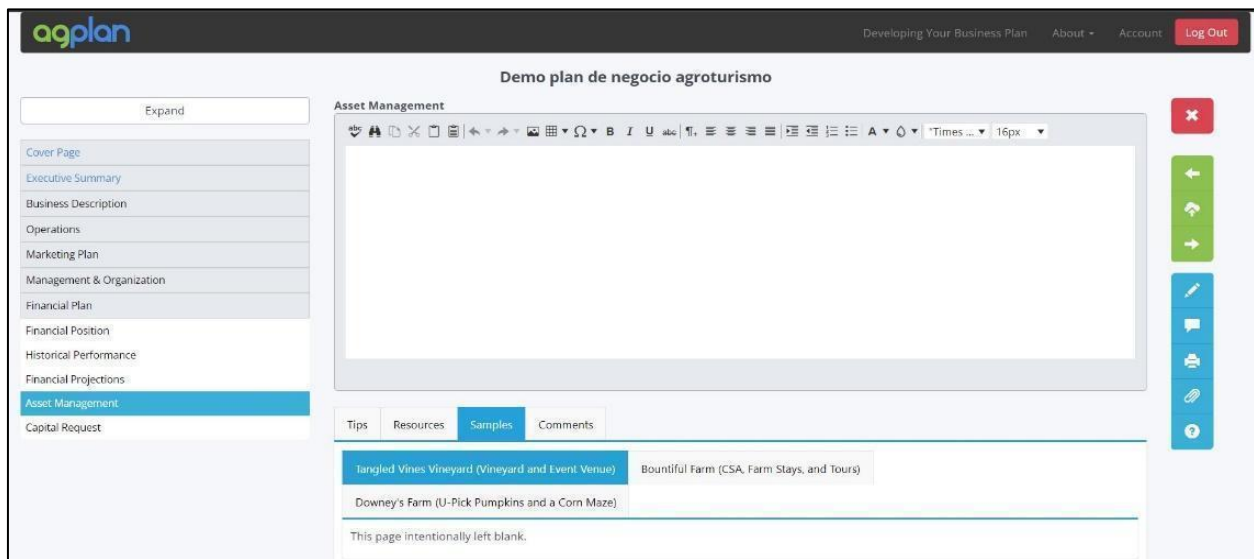 agplan
Developing Your Business Plan About Account Log Out
Demo plan de negocio agroturismo
Expand
Cover Page
Executive Summary
Business Description
Operations
Marketing Plan
Management & Organization
Financial Plan
Financial Position
Historical Performance
Financial Projections
Asset Management
Capital Request
Asset Management
abc Ω B I U abc ¶ A "Times ... 16px
Tips Resources Samples Comments
Tangled Vines Vineyard (Vineyard and Event Venue) Bountiful Farm (CSA, Farm Stays, and Tours)
Downey's Farm (U-Pick Pumpkins and a Corn Maze)
This page intentionally left blank.